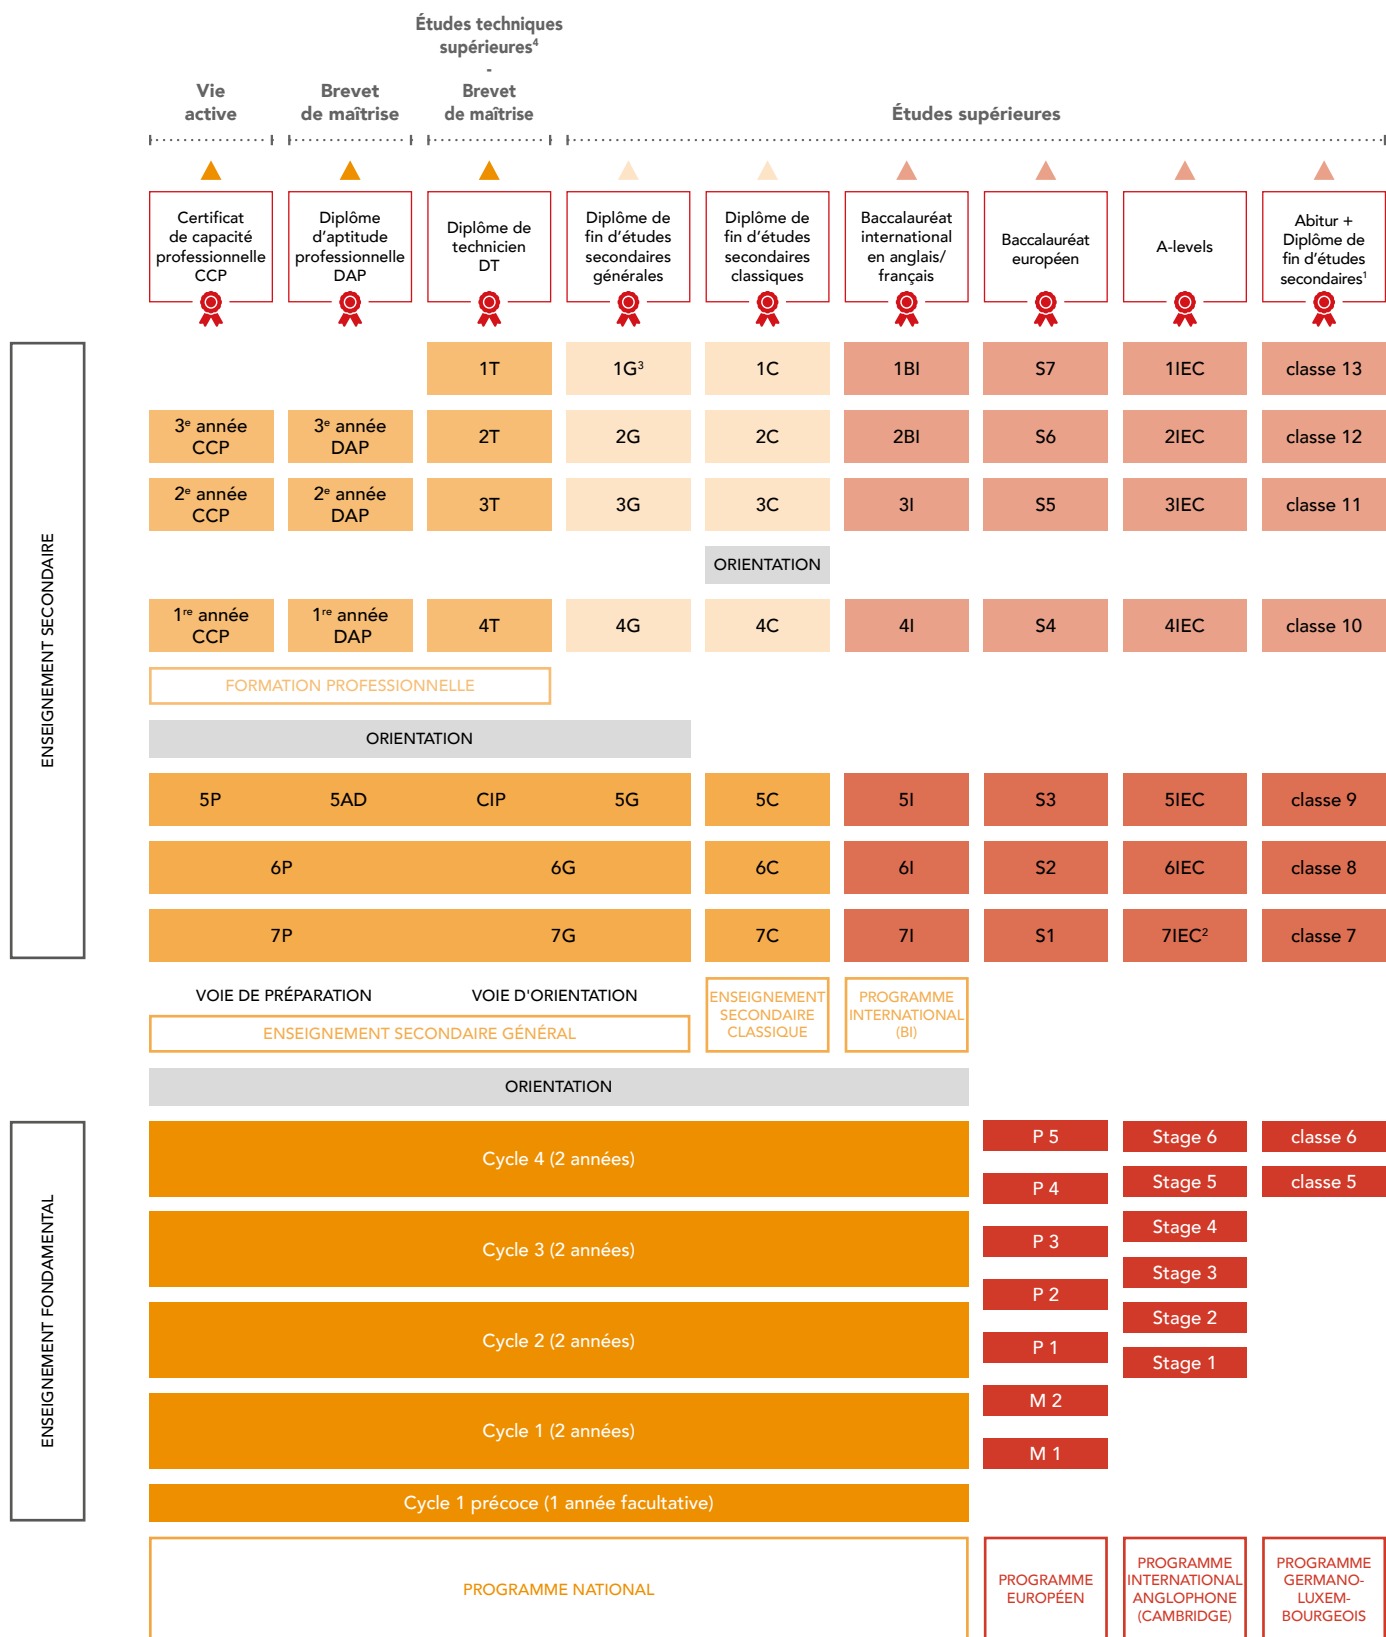 Études techniques
supérieures⁴
-
Brevet
de maîtrise
Vie
active
Brevet
de maîtrise
Études supérieures
Certificat
de capacité
professionnelle
CCP
Diplôme
d'aptitude
professionnelle
DAP
Diplôme de
technicien
DT
Diplôme de
fin d'études
secondaires
générales
Diplôme de
fin d'études
secondaires
classiques
Baccalauréat
international
en anglais/
français
Baccalauréat
européen
A-levels
Abitur +
Diplôme de
fin d'études
secondaires¹
ENSEIGNEMENT SECONDAIRE
1T
1G³
1C
1BI
S7
1IEC
classe 13
3ᵉ année
CCP
3ᵉ année
DAP
2T
2G
2C
2BI
S6
2IEC
classe 12
2ᵉ année
CCP
2ᵉ année
DAP
3T
3G
3C
3I
S5
3IEC
classe 11
ORIENTATION
1ʳᵉ année
CCP
1ʳᵉ année
DAP
4T
4G
4C
4I
S4
4IEC
classe 10
FORMATION PROFESSIONNELLE
ORIENTATION
5P
5AD
CIP
5G
5C
5I
S3
5IEC
classe 9
6P
6G
6C
6I
S2
6IEC
classe 8
7P
7G
7C
7I
S1
7IEC²
classe 7
VOIE DE PRÉPARATION
VOIE D'ORIENTATION
ENSEIGNEMENT SECONDAIRE GÉNÉRAL
ENSEIGNEMENT
SECONDAIRE
CLASSIQUE
PROGRAMME
INTERNATIONAL
(BI)
ORIENTATION
ENSEIGNEMENT FONDAMENTAL
Cycle 4 (2 années)
Cycle 3 (2 années)
Cycle 2 (2 années)
Cycle 1 (2 années)
Cycle 1 précoce (1 année facultative)
P 5
P 4
P 3
P 2
P 1
M 2
M 1
Stage 6
Stage 5
Stage 4
Stage 3
Stage 2
Stage 1
classe 6
classe 5
PROGRAMME NATIONAL
PROGRAMME
EUROPÉEN
PROGRAMME
INTERNATIONAL
ANGLOPHONE
(CAMBRIDGE)
PROGRAMME
GERMANO-
LUXEM-
BOURGEOIS